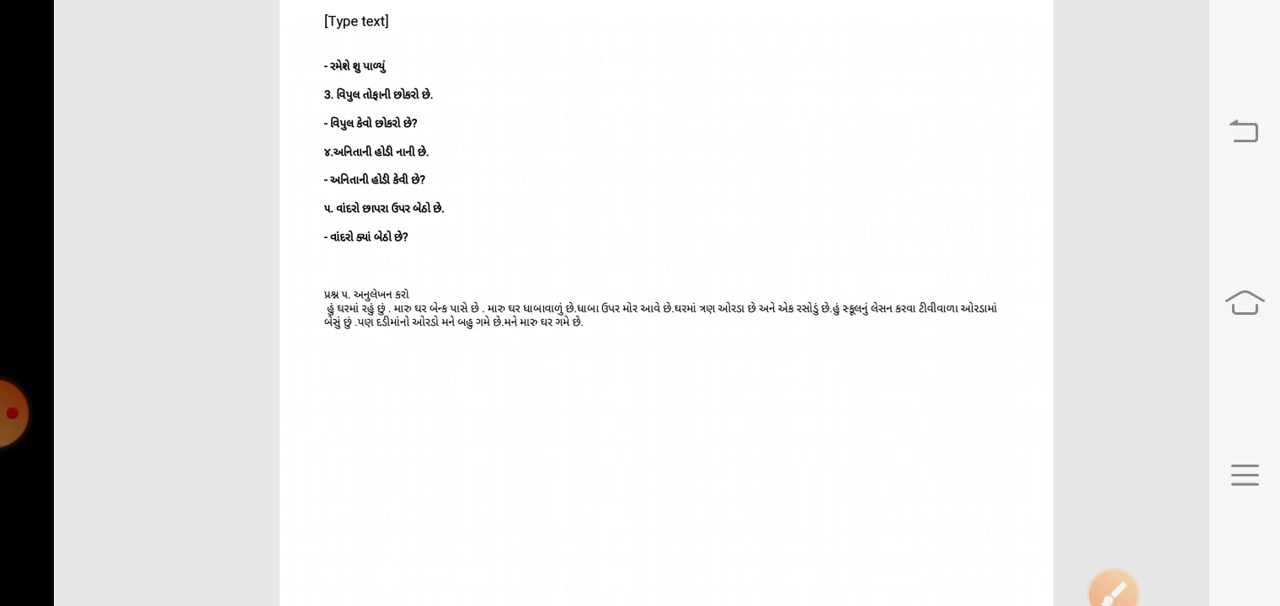 [Type text]
- રમેશે શુ પાળ્યું
3. વિપુલ તોફાની છોકરો છે.
- વિપુલ કેવો છોકરો છે?
૪.અનિતાની હોડી નાની છે.
- અનિતાની હોડી કેવી છે?
૫. વાંદરો છાપરા ઉપર બેઠો છે.
- વાંદરો ક્યાં બેઠો છે?
પ્રશ્ન ૫. અનુલેખન કરો
હું ઘરમાં રહું છું . મારુ ઘર બેન્ક પાસે છે . મારુ ઘર ધાબાવાળું છે.ધાબા ઉપર મોર આવે છે.ઘરમાં ત્રણ ઓરડા છે અને એક રસોડું છે.હું સ્કૂલનું લેસન કરવા ટીવીવાળા ઓરડામાં
બેસું છું .પણ દડીમાંનો ઓરડો મને બહુ ગમે છે.મને મારુ ઘર ગમે છે.